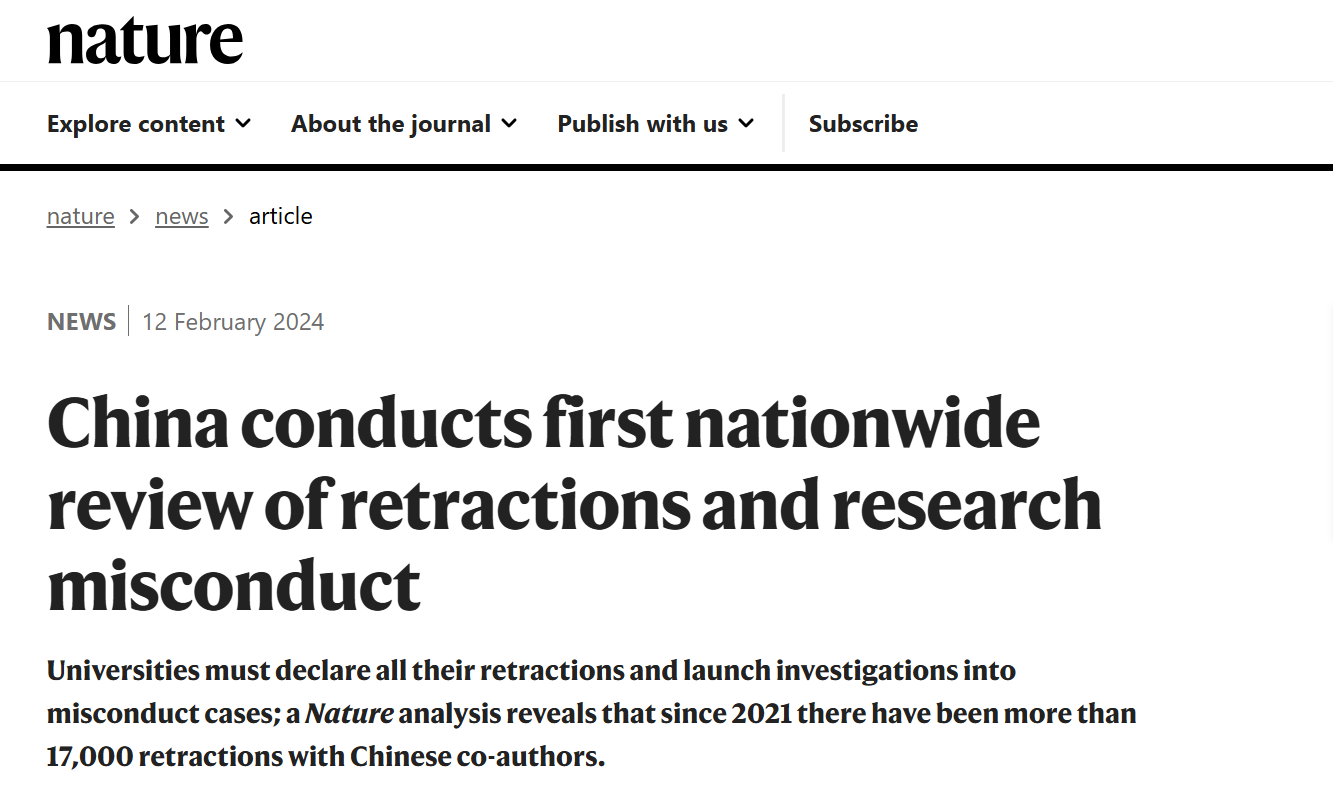 nature
Explore content About the journal Publish with us Subscribe
nature > news > article
NEWS | 12 February 2024
China conducts first nationwide
review of retractions and research
misconduct
Universities must declare all their retractions and launch investigations into
misconduct cases; a Nature analysis reveals that since 2021 there have been more than
17,000 retractions with Chinese co-authors.